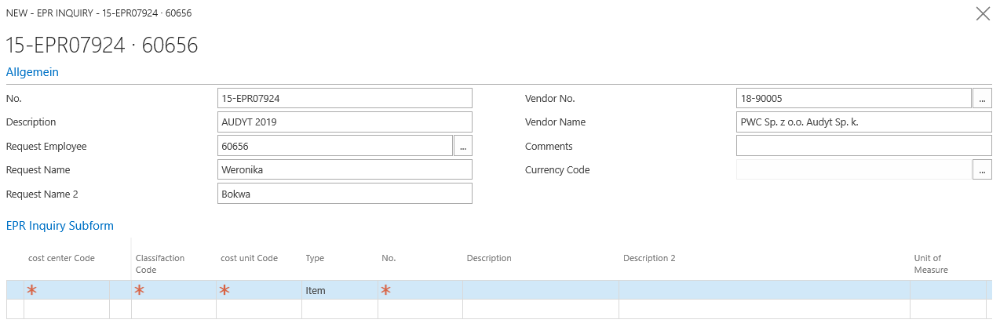 NEW - EPR INQUIRY - 15-EPR07924 · 60656
15-EPR07924 · 60656
Allgemein
No. 15-EPR07924 Vendor No. 18-90005 ...
Description AUDYT 2019 Vendor Name PWC Sp. z o.o. Audyt Sp. k.
Request Employee 60656 ... Comments
Request Name Weronika Currency Code ...
Request Name 2 Bokwa
EPR Inquiry Subform
cost center Code Classifaction cost unit Code Type No. Description Description 2 Unit of
Code Measure
* * * Item *